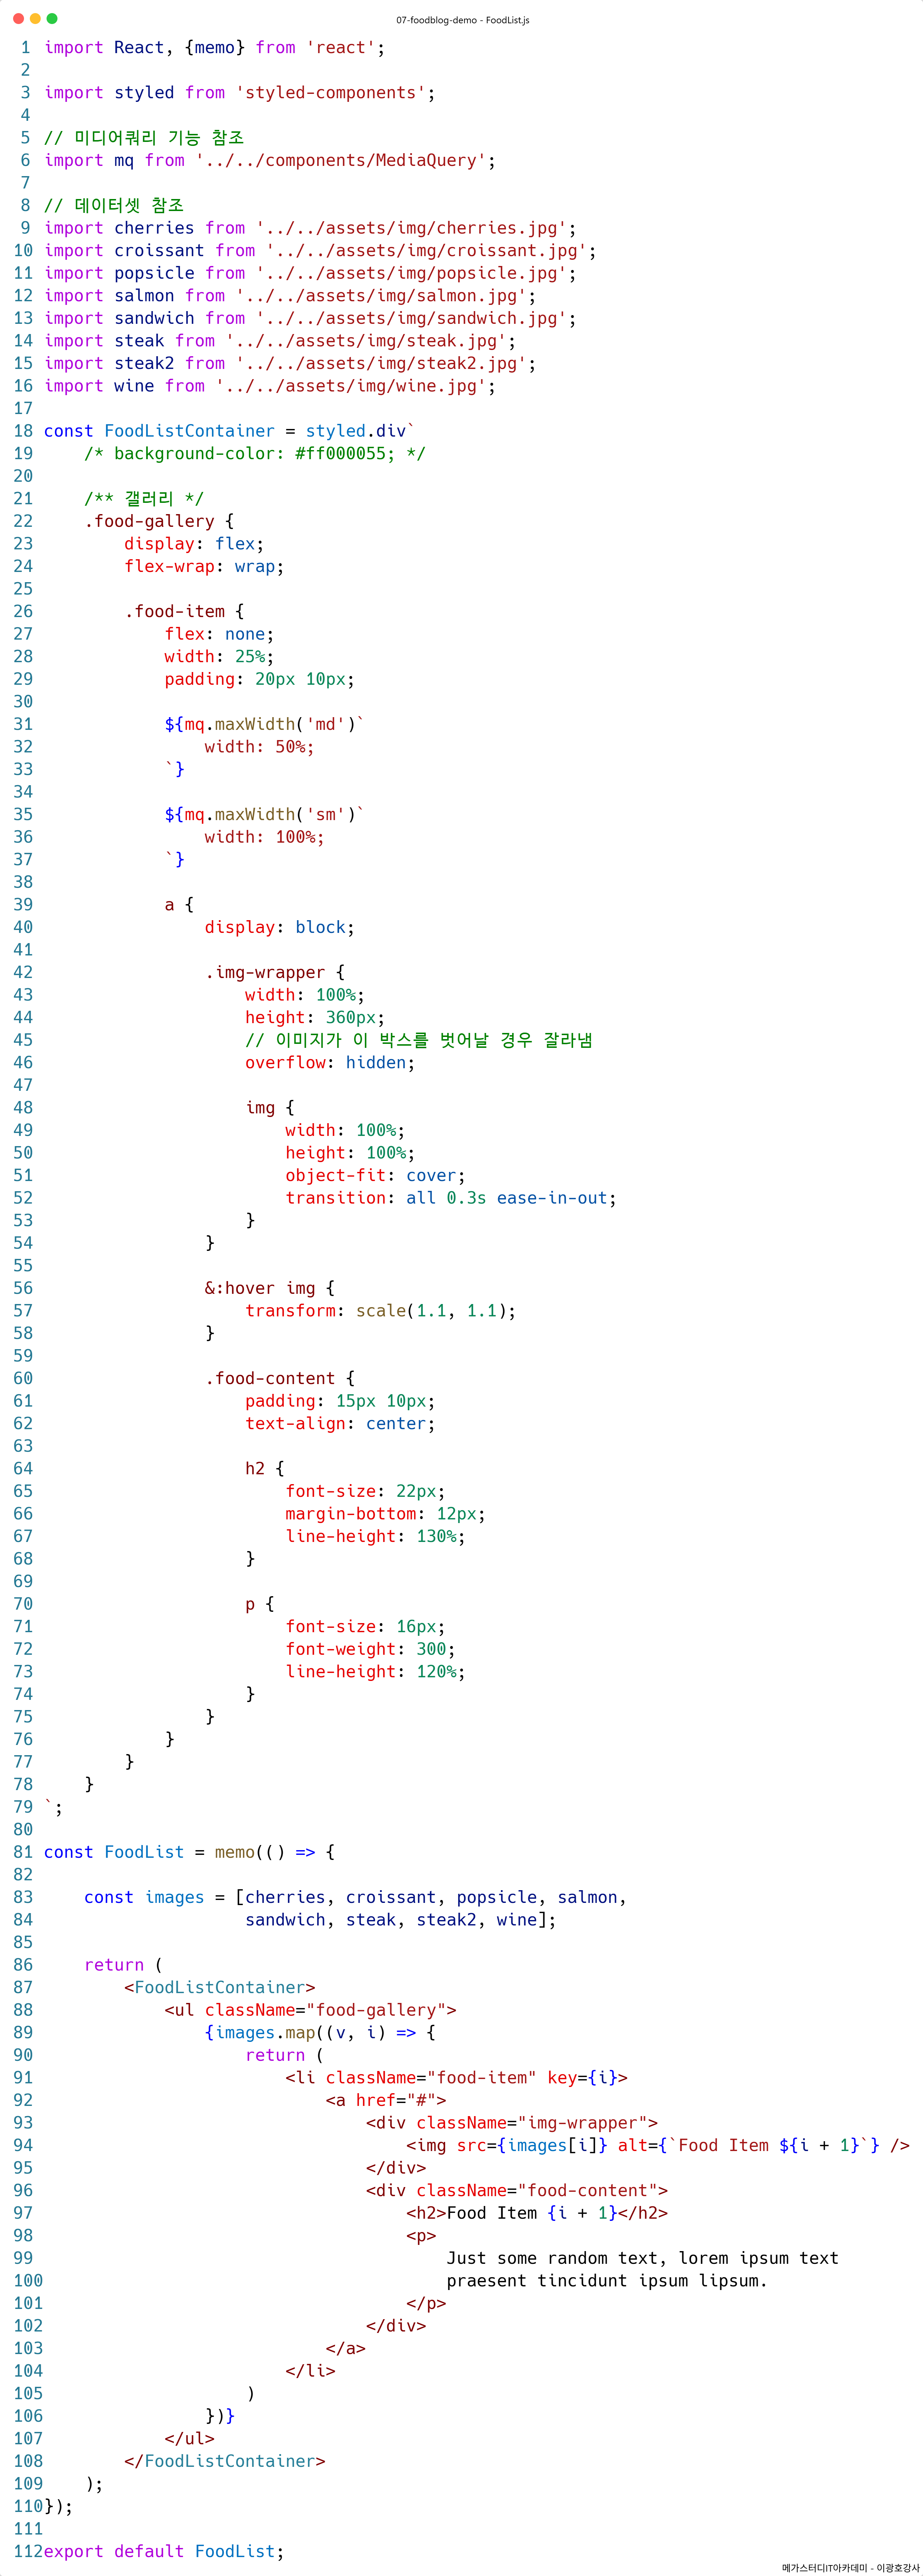 07-foodblog-demo - FoodList.js
1 import React, {memo} from 'react';
2
3 import styled from 'styled-components';
4
5 // 미디어쿼리 기능 참조
6 import mq from '../../components/MediaQuery';
7
8 // 데이터셋 참조
9 import cherries from '../../assets/img/cherries.jpg';
10 import croissant from '../../assets/img/croissant.jpg';
11 import popsicle from '../../assets/img/popsicle.jpg';
12 import salmon from '../../assets/img/salmon.jpg';
13 import sandwich from '../../assets/img/sandwich.jpg';
14 import steak from '../../assets/img/steak.jpg';
15 import steak2 from '../../assets/img/steak2.jpg';
16 import wine from '../../assets/img/wine.jpg';
17
18 const FoodListContainer = styled.div`
19     /* background-color: #ff000055; */
20
21     /** 갤러리 */
22     .food-gallery {
23         display: flex;
24         flex-wrap: wrap;
25
26         .food-item {
27             flex: none;
28             width: 25%;
29             padding: 20px 10px;
30
31             ${mq.maxWidth('md')`
32                 width: 50%;
33             `}
34
35             ${mq.maxWidth('sm')`
36                 width: 100%;
37             `}
38
39             a {
40                 display: block;
41
42                 .img-wrapper {
43                     width: 100%;
44                     height: 360px;
45                     // 이미지가 이 박스를 벗어날 경우 잘라냄
46                     overflow: hidden;
47
48                     img {
49                         width: 100%;
50                         height: 100%;
51                         object-fit: cover;
52                         transition: all 0.3s ease-in-out;
53                     }
54                 }
55
56                 &:hover img {
57                     transform: scale(1.1, 1.1);
58                 }
59
60                 .food-content {
61                     padding: 15px 10px;
62                     text-align: center;
63
64                     h2 {
65                         font-size: 22px;
66                         margin-bottom: 12px;
67                         line-height: 130%;
68                     }
69
70                     p {
71                         font-size: 16px;
72                         font-weight: 300;
73                         line-height: 120%;
74                     }
75                 }
76             }
77         }
78     }
79 `;
80
81 const FoodList = memo(() => {
82
83     const images = [cherries, croissant, popsicle, salmon,
84                     sandwich, steak, steak2, wine];
85
86     return (
87         <FoodListContainer>
88             <ul className="food-gallery">
89                 {images.map((v, i) => {
90                     return (
91                         <li className="food-item" key={i}>
92                             <a href="#">
93                                 <div className="img-wrapper">
94                                     <img src={images[i]} alt={`Food Item ${i + 1}`} />
95                                 </div>
96                                 <div className="food-content">
97                                     <h2>Food Item {i + 1}</h2>
98                                     <p>
99                                         Just some random text, lorem ipsum text
100                                         praesent tincidunt ipsum lipsum.
101                                     </p>
102                                 </div>
103                             </a>
104                         </li>
105                     )
106                 })}
107             </ul>
108         </FoodListContainer>
109     );
110 });
111
112 export default FoodList;
메가스터디IT아카데미 - 이광호강사